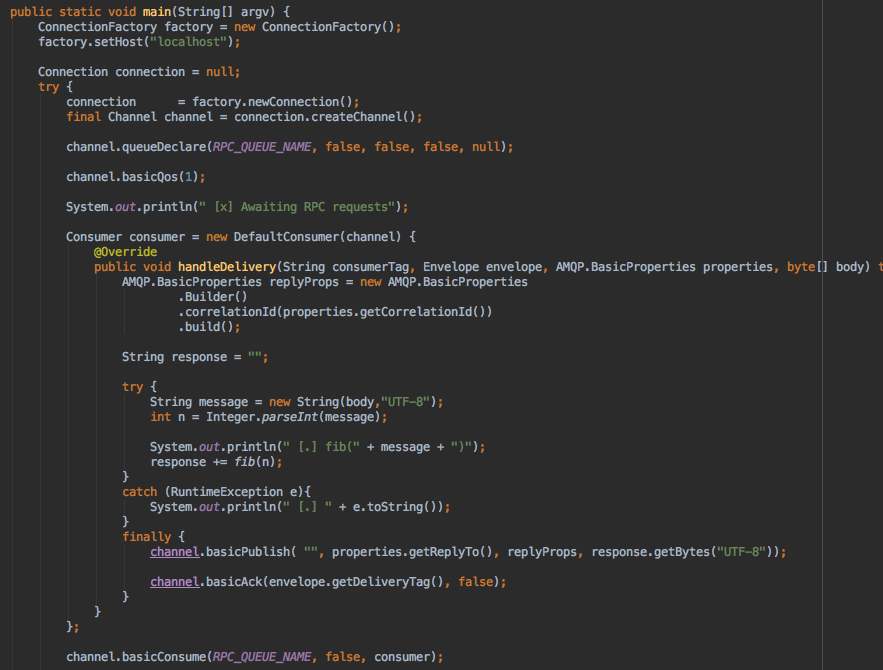 public static void main(String[] argv) {
    ConnectionFactory factory = new ConnectionFactory();
    factory.setHost("localhost");

    Connection connection = null;
    try {
        connection      = factory.newConnection();
        final Channel channel = connection.createChannel();

        channel.queueDeclare(RPC_QUEUE_NAME, false, false, false, null);

        channel.basicQos(1);

        System.out.println(" [x] Awaiting RPC requests");

        Consumer consumer = new DefaultConsumer(channel) {
            @Override
            public void handleDelivery(String consumerTag, Envelope envelope, AMQP.BasicProperties properties, byte[] body) t
                AMQP.BasicProperties replyProps = new AMQP.BasicProperties
                        .Builder()
                        .correlationId(properties.getCorrelationId())
                        .build();

                String response = "";

                try {
                    String message = new String(body,"UTF-8");
                    int n = Integer.parseInt(message);

                    System.out.println(" [.] fib(" + message + ")");
                    response += fib(n);
                }
                catch (RuntimeException e){
                    System.out.println(" [.] " + e.toString());
                }
                finally {
                    channel.basicPublish( "", properties.getReplyTo(), replyProps, response.getBytes("UTF-8"));

                    channel.basicAck(envelope.getDeliveryTag(), false);
                }
            }
        };

        channel.basicConsume(RPC_QUEUE_NAME, false, consumer);